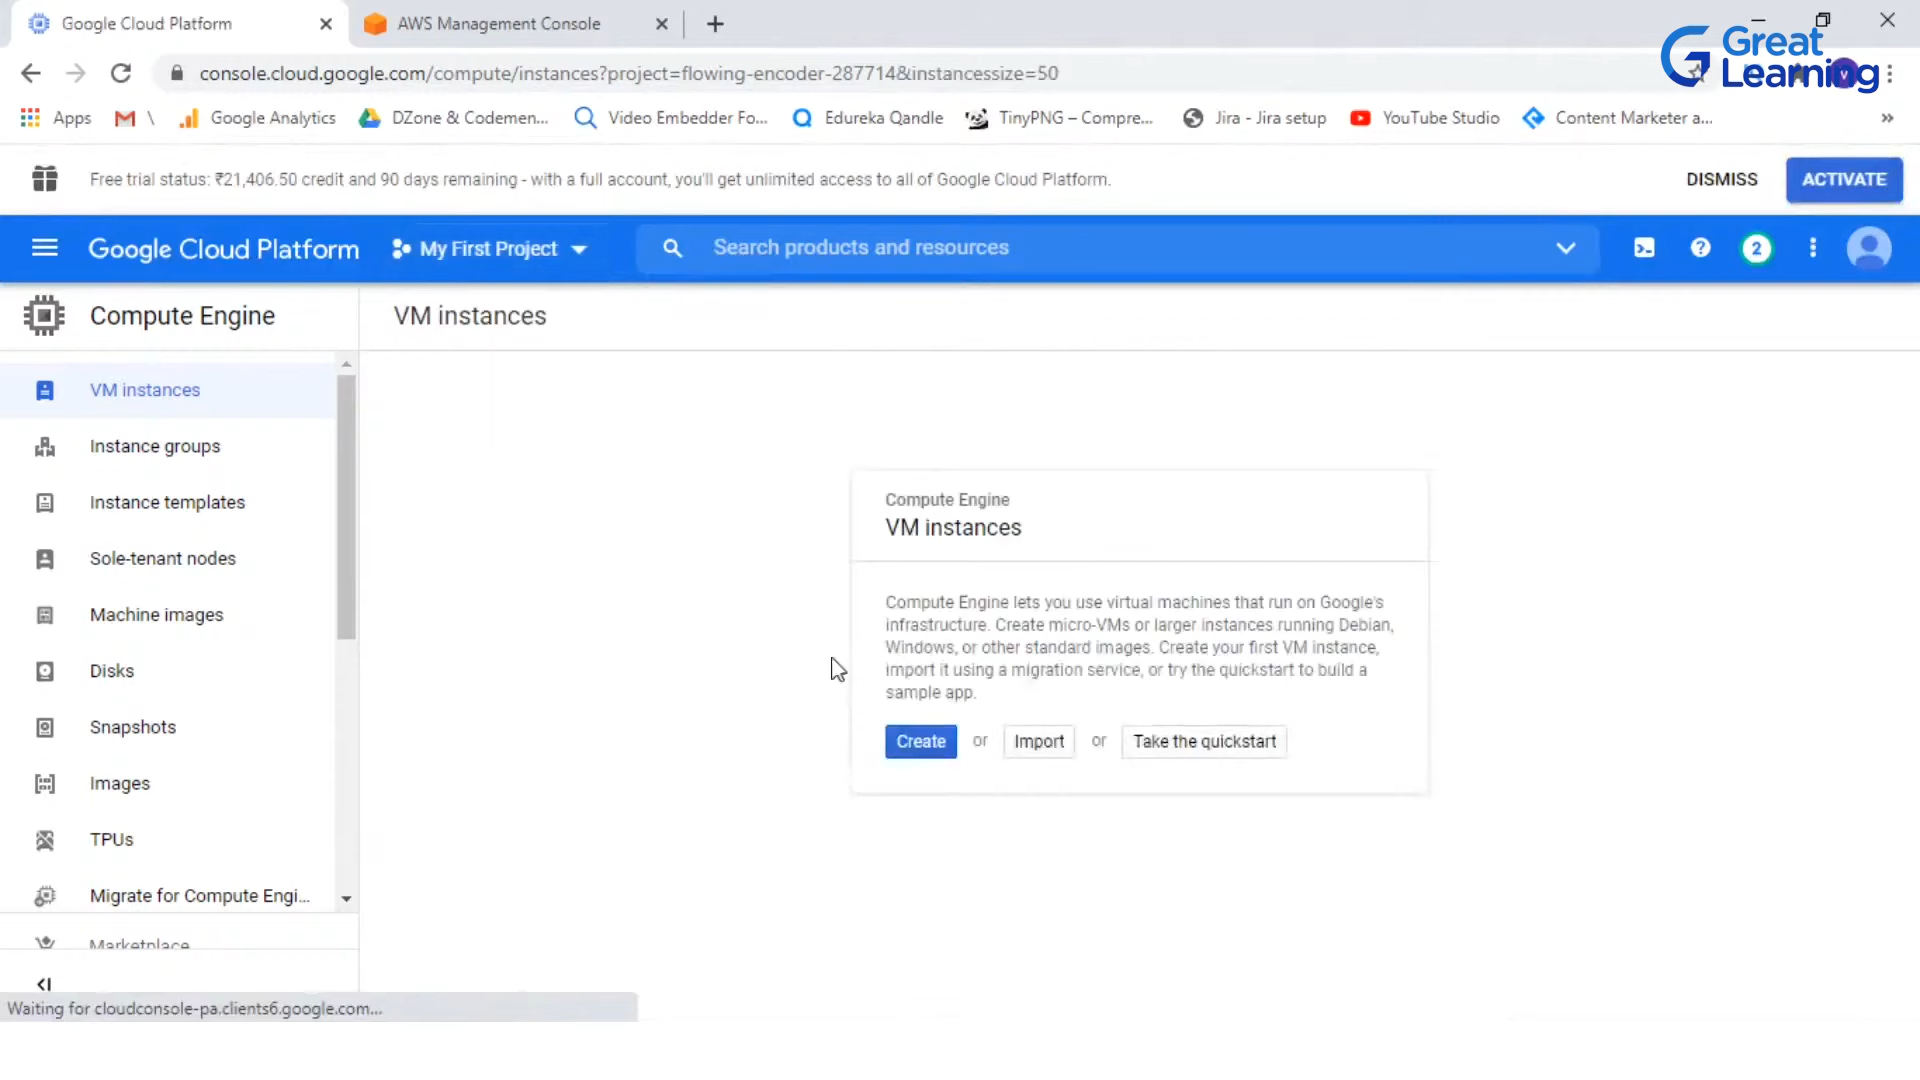 Google Cloud Platform
AWS Management Console
Great
Learning
console.cloud.google.com/compute/instances?project=flowing-encoder-287714&instancessize=50
V
Apps
\
Google Analytics
DZone & Codemen...
Video Embedder Fo...
Edureka Qandle
TinyPNG – Compre...
Jira - Jira setup
YouTube Studio
Content Marketer a...
»
Free trial status: ₹21,406.50 credit and 90 days remaining - with a full account, you'll get unlimited access to all of Google Cloud Platform.
DISMISS
ACTIVATE
Google Cloud Platform
My First Project
Search products and resources
2
Compute Engine
VM instances
VM instances
Instance groups
Instance templates
Sole-tenant nodes
Machine images
Disks
Snapshots
Images
TPUs
Migrate for Compute Engi...
Marketplace
Compute Engine
VM instances
Compute Engine lets you use virtual machines that run on Google's
infrastructure. Create micro-VMs or larger instances running Debian,
Windows, or other standard images. Create your first VM instance,
import it using a migration service, or try the quickstart to build a
sample app.
Create or Import or Take the quickstart
Waiting for cloudconsole-pa.clients6.google.com...